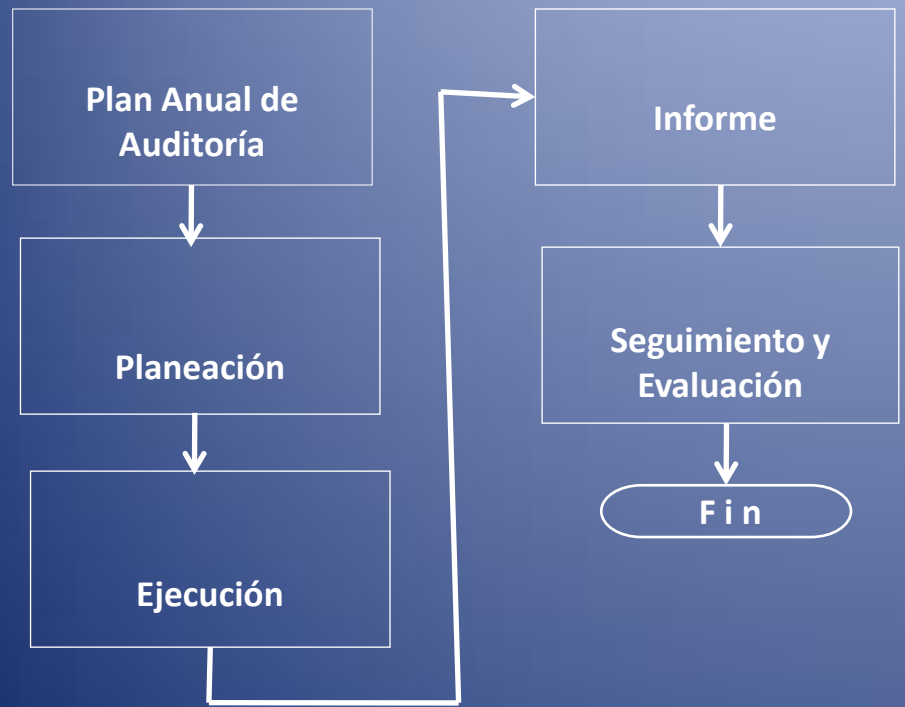 Plan Anual de
Auditoría
Planeación
Ejecución
Informe
Seguimiento y
Evaluación
F i n